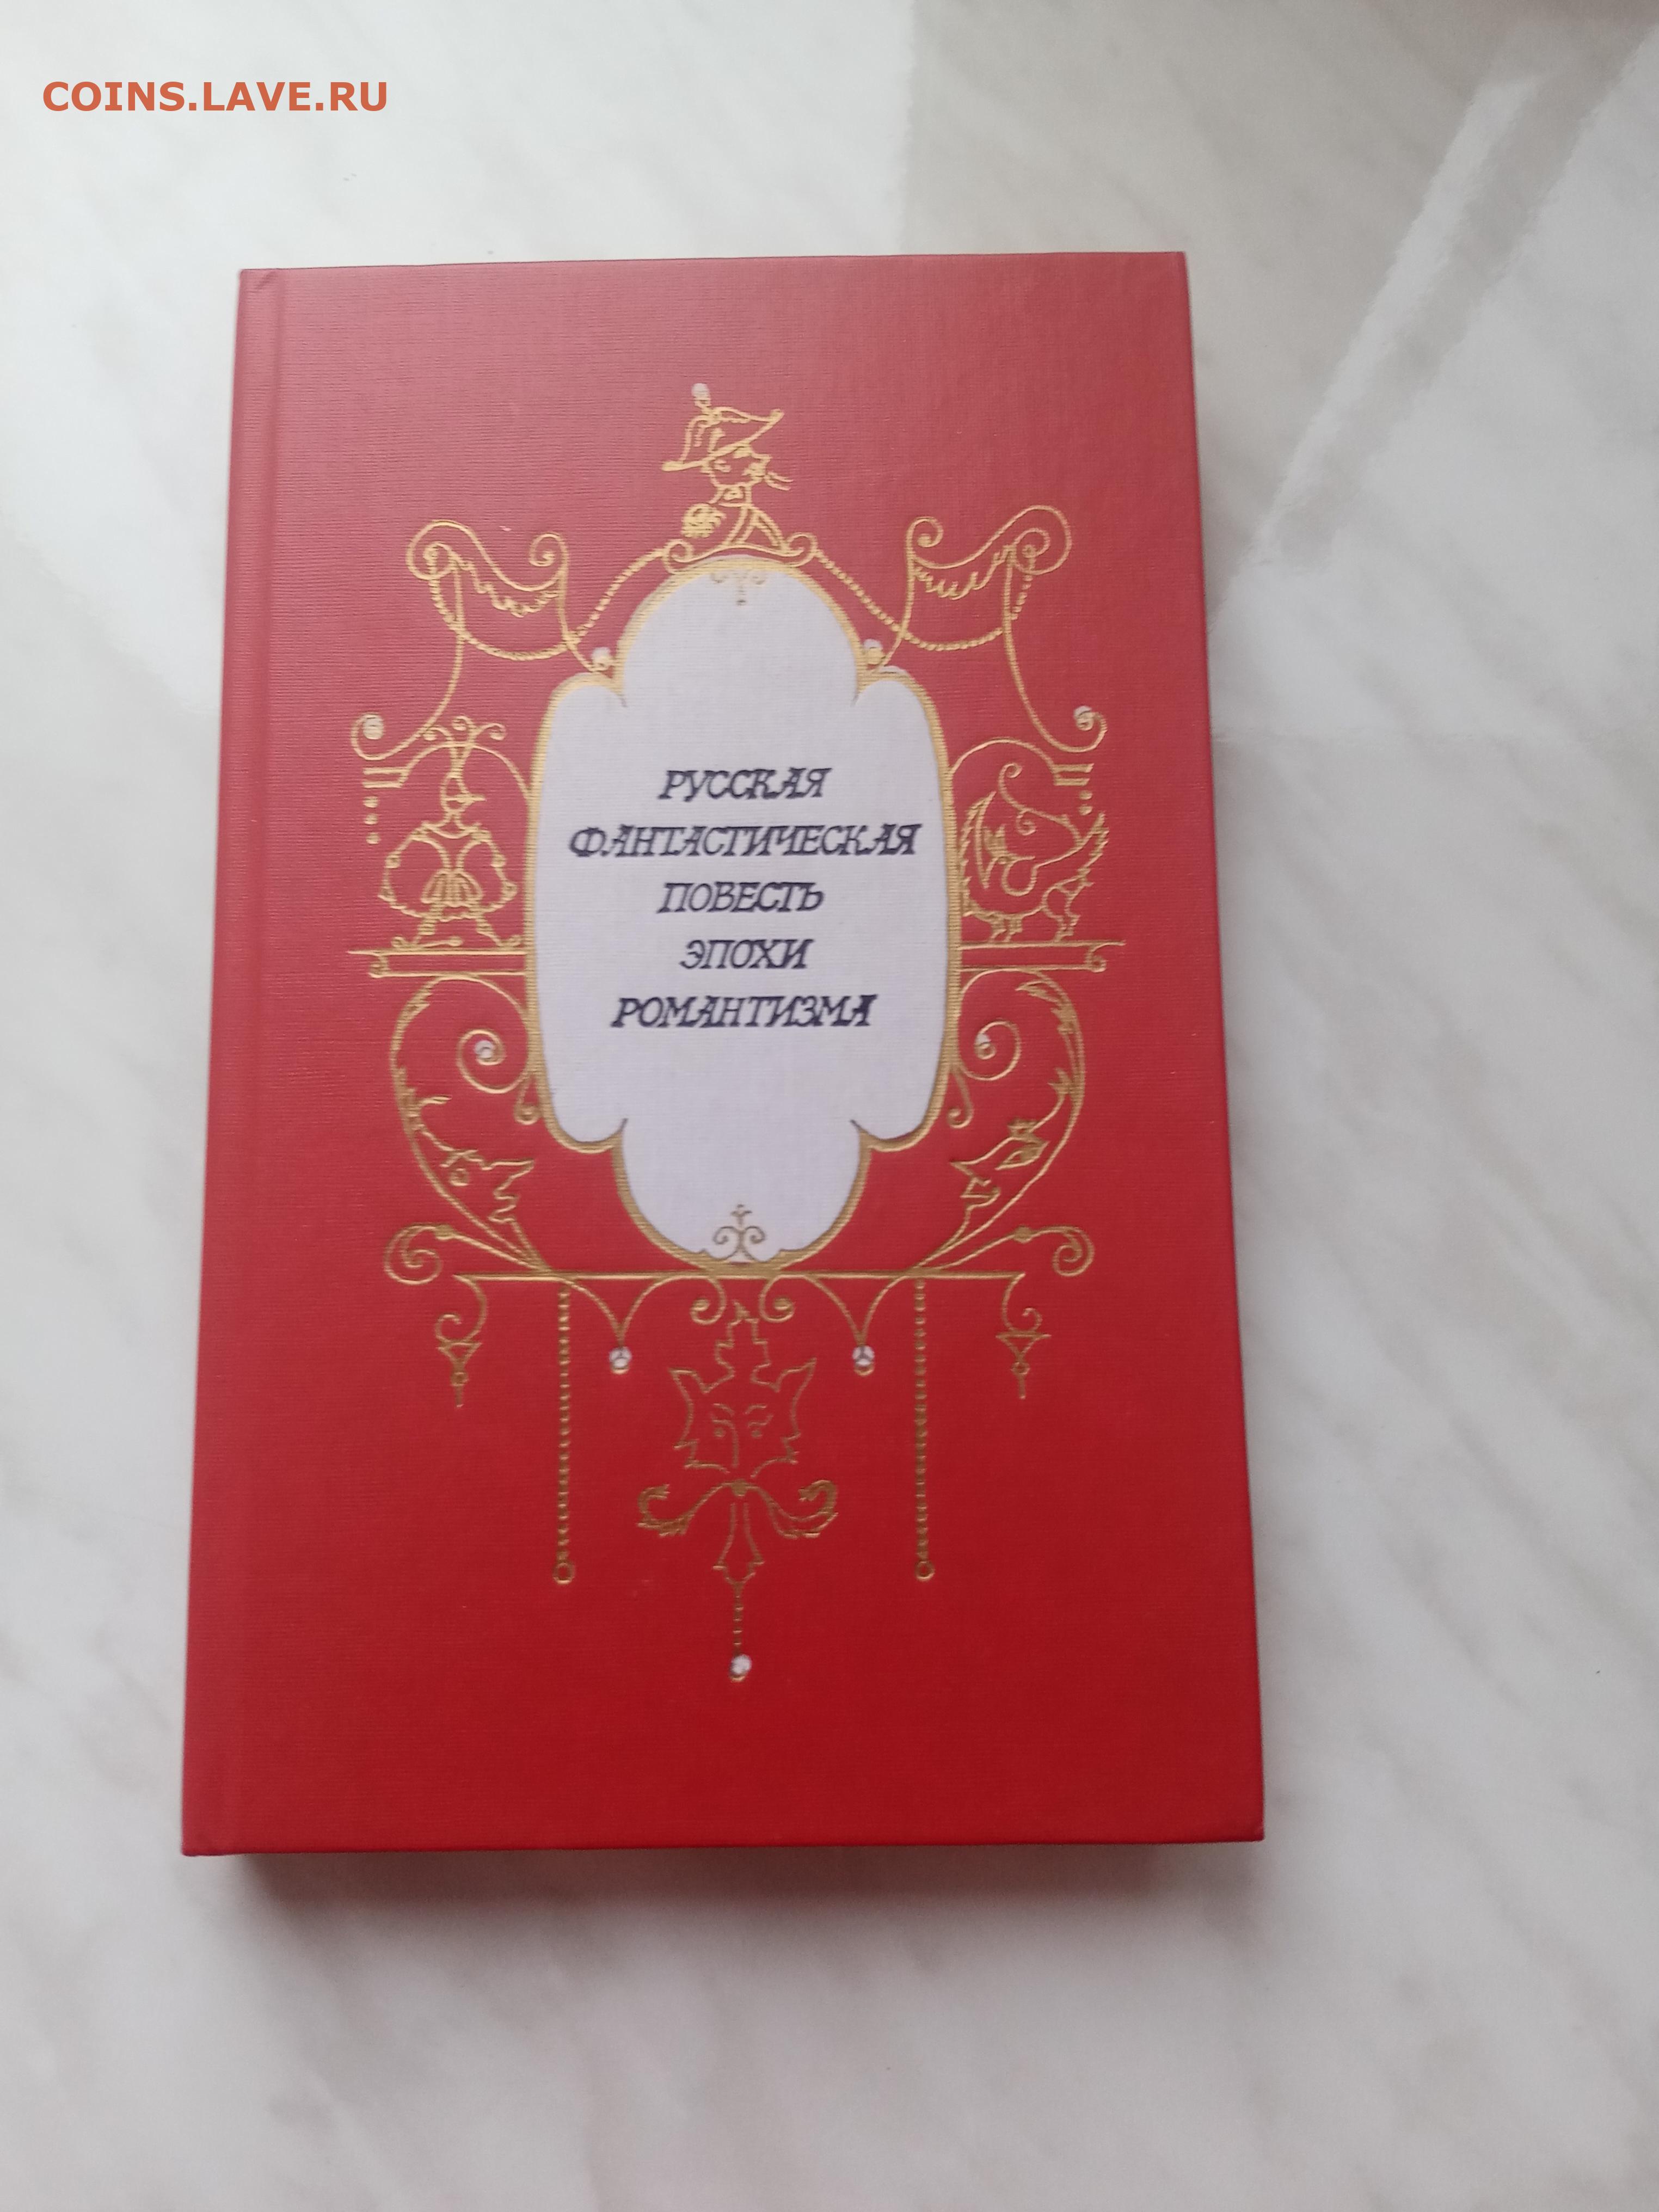 COINS.LAVE.RU
РУССКАЯ
ФАНТАСТИЧЕСКАЯ
ПОВЕСТЬ
ЭПОХИ
РОМАНТИЗМА